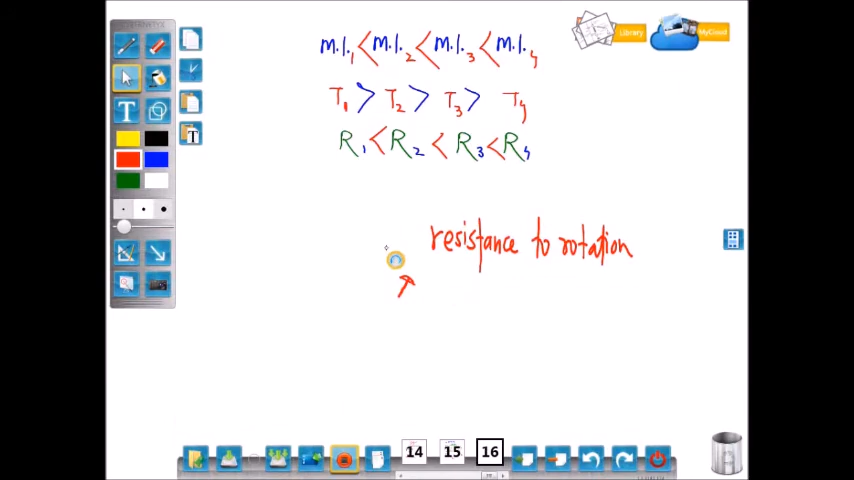 Library
MyCloud
M.I.₁ < M.I.₂ < M.I.₃ < M.I.₄
T₁ > T₂ > T₃ > T₄
R₁ < R₂ < R₃ < R₄
resistance to rotation
T
T
14 15 16